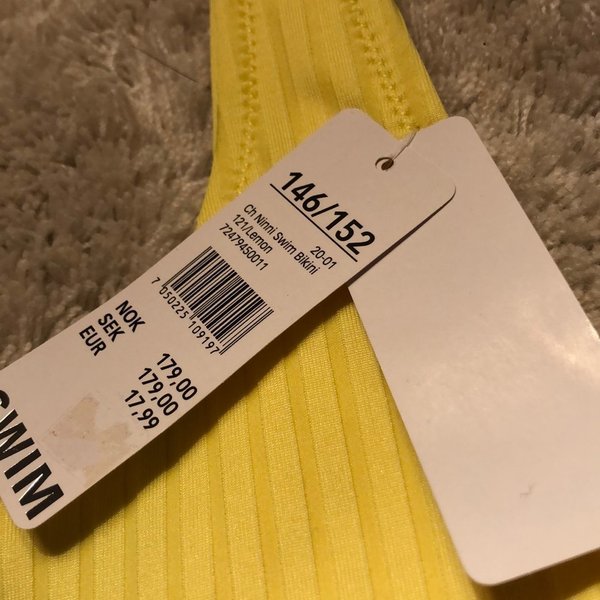 146/152
20-01
Ch Ninni Swim Bikini
121/Lemon
72479450011
7 050225 109197
NOK 179,00
SEK 179,00
EUR 17,99
SWIM